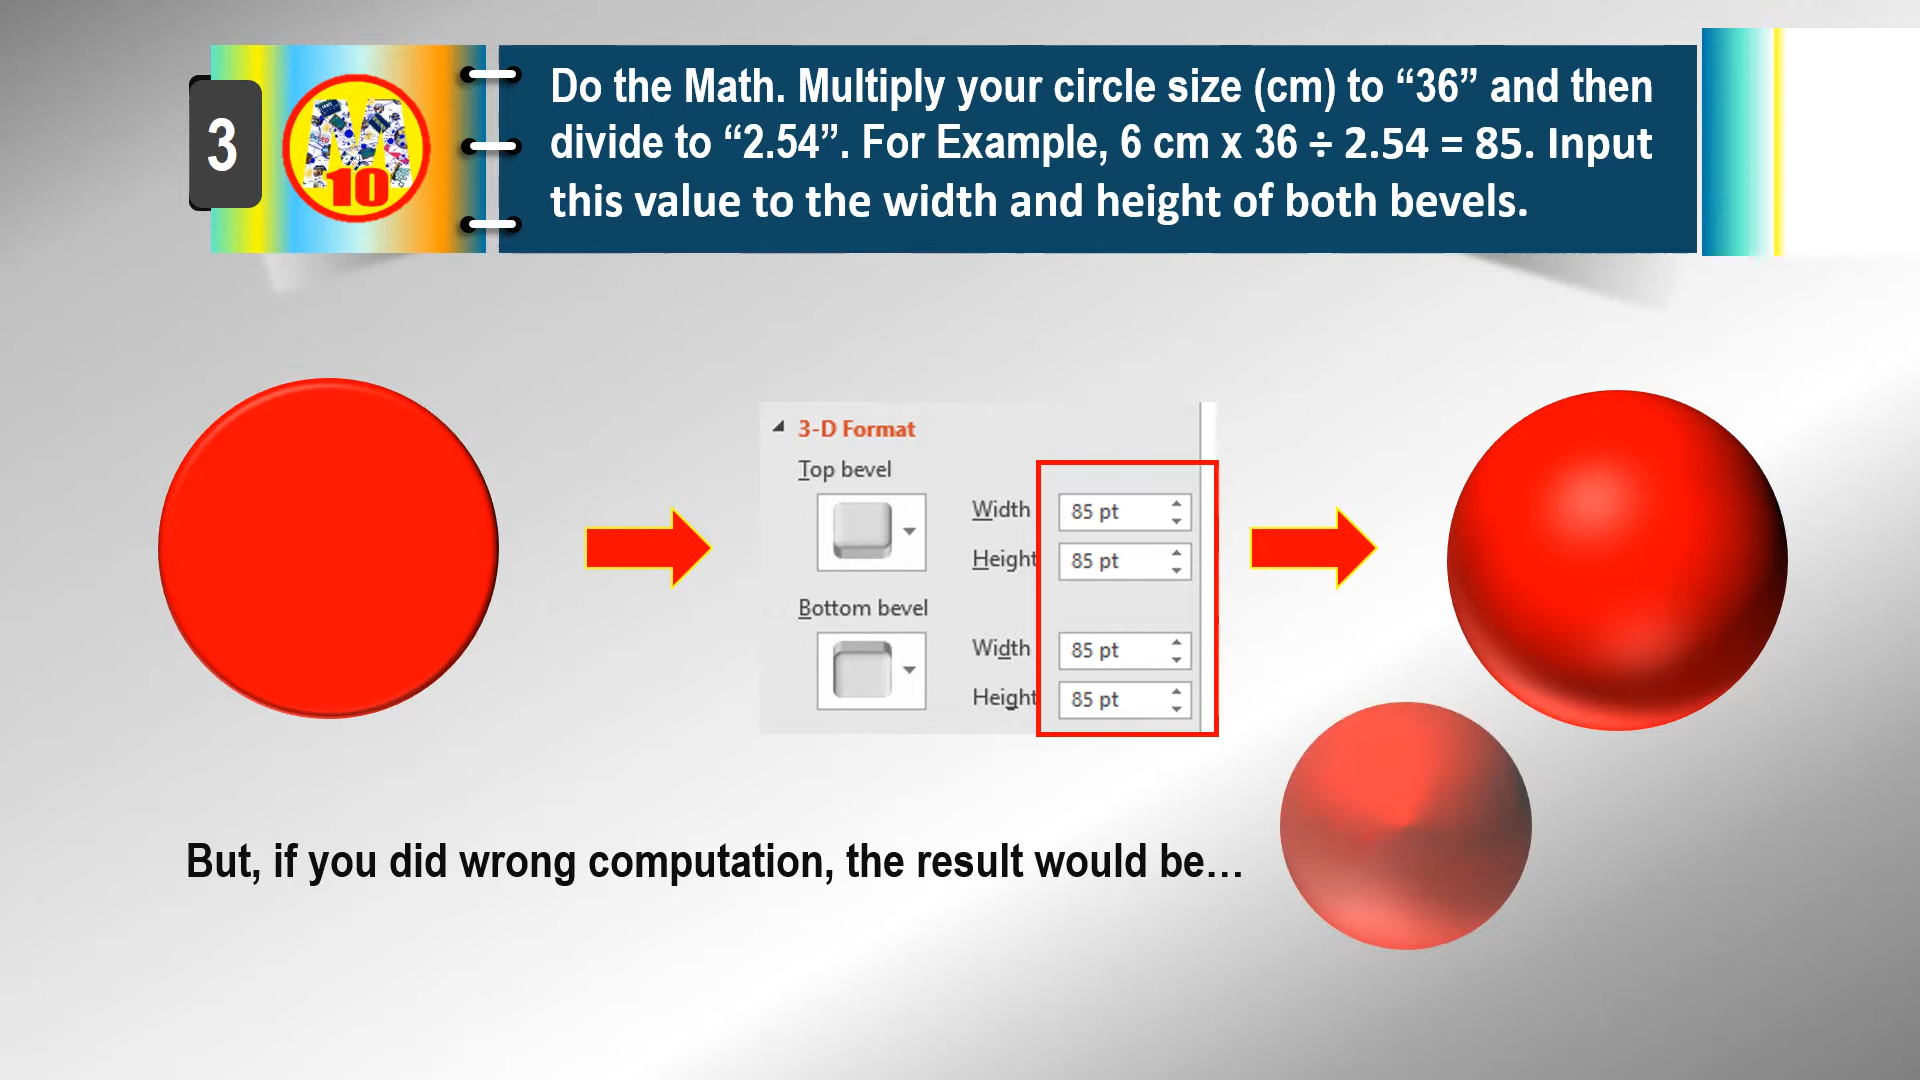 3
M
10
Do the Math. Multiply your circle size (cm) to “36” and then
divide to “2.54”. For Example, 6 cm x 36 ÷ 2.54 = 85. Input
this value to the width and height of both bevels.
3-D Format
Top bevel
Width 85 pt
Height 85 pt
Bottom bevel
Width 85 pt
Height 85 pt
But, if you did wrong computation, the result would be…